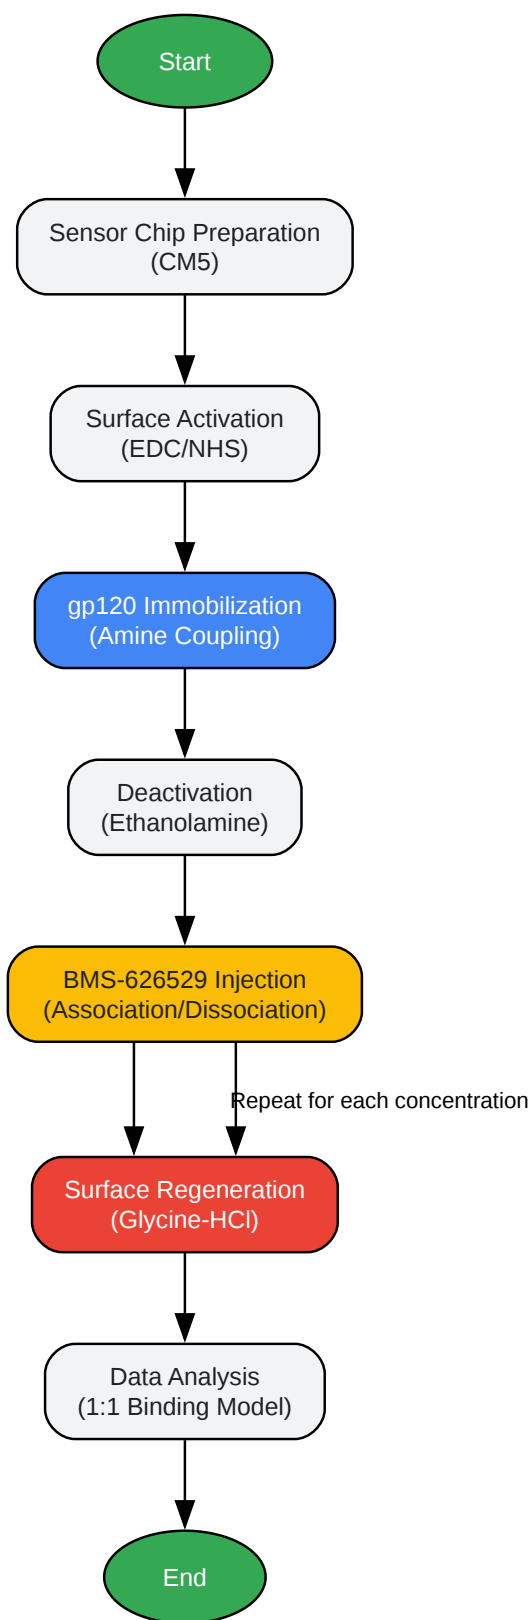 Start
Sensor Chip Preparation
(CM5)
Surface Activation
(EDC/NHS)
gp120 Immobilization
(Amine Coupling)
Deactivation
(Ethanolamine)
BMS-626529 Injection
(Association/Dissociation)
Repeat for each concentration
Surface Regeneration
(Glycine-HCl)
Data Analysis
(1:1 Binding Model)
End